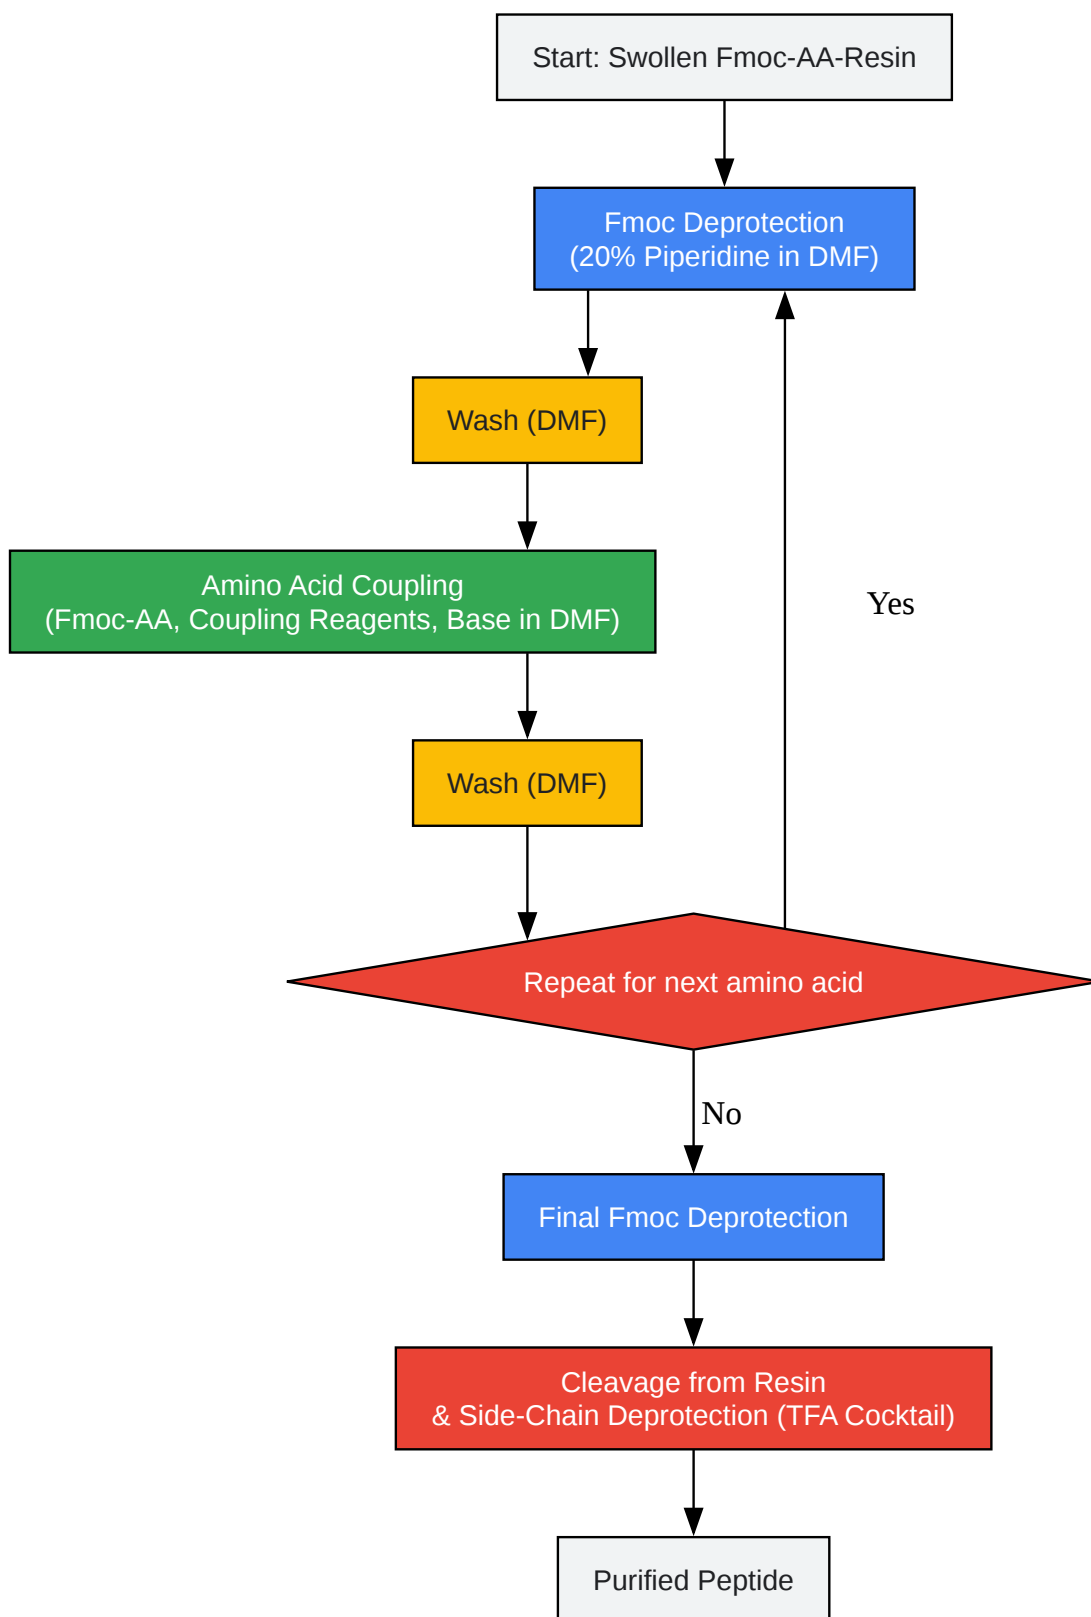 Start: Swollen Fmoc-AA-Resin
Fmoc Deprotection
(20% Piperidine in DMF)
Wash (DMF)
Amino Acid Coupling
(Fmoc-AA, Coupling Reagents, Base in DMF)
Yes
Wash (DMF)
Repeat for next amino acid
No
Final Fmoc Deprotection
Cleavage from Resin
& Side-Chain Deprotection (TFA Cocktail)
Purified Peptide